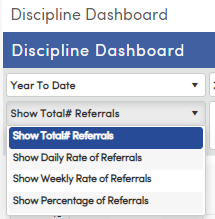 Discipline Dashboard
Discipline Dashboard
Year To Date
Show Total# Referrals
Show Total# Referrals
Show Daily Rate of Referrals
Show Weekly Rate of Referrals
Show Percentage of Referrals